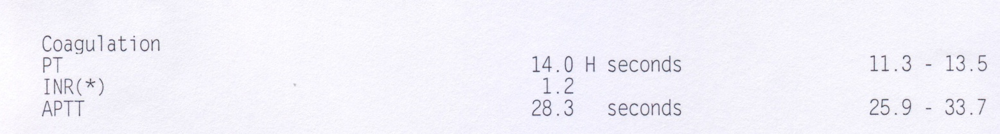 Coagulation
PT 14.0 H seconds 11.3 - 13.5
INR(*) 1.2
APTT 28.3 seconds 25.9 - 33.7